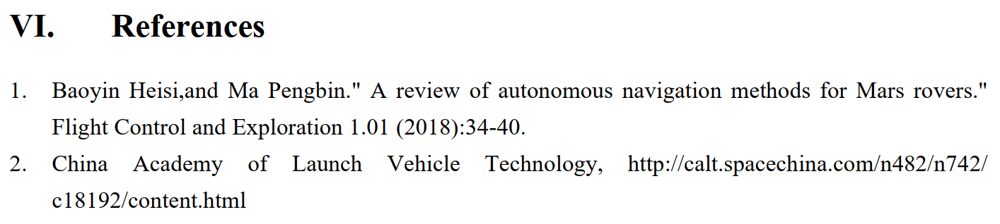 VI. References
1. Baoyin Heisi,and Ma Pengbin." A review of autonomous navigation methods for Mars rovers."
Flight Control and Exploration 1.01 (2018):34-40.
2. China Academy of Launch Vehicle Technology, http://calt.spacechina.com/n482/n742/
c18192/content.html